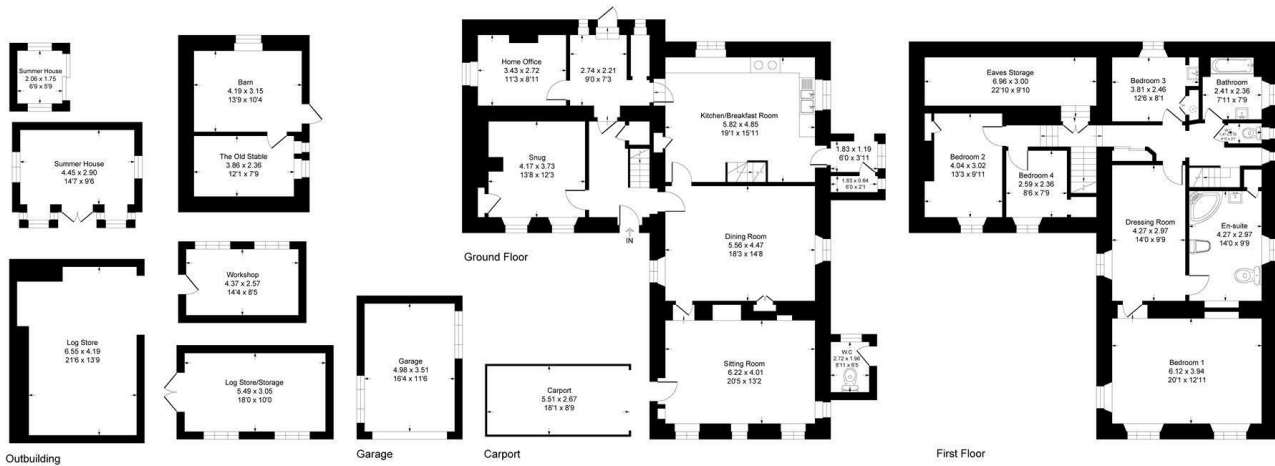 Summer House
2.06 x 1.75
6'9 x 5'9
Summer House
4.45 x 2.90
14'7 x 9'6
Log Store
6.55 x 4.19
21'6 x 13'9
Outbuilding
Barn
4.19 x 3.15
13'9 x 10'4
The Old Stable
3.86 x 2.36
12'1 x 7'9
Workshop
4.37 x 2.57
14'4 x 8'5
Log Store/Storage
5.49 x 3.05
18'0 x 10'0
Garage
4.98 x 3.51
16'4 x 11'6
Garage
Carport
5.51 x 2.67
18'1 x 8'9
Carport
Home Office
3.43 x 2.72
11'3 x 8'11
2.74 x 2.21
9'0 x 7'3
Kitchen/Breakfast Room
5.82 x 4.85
19'1 x 15'11
Snug
4.17 x 3.73
13'8 x 12'3
1.83 x 1.19
6'0 x 3'11
1.83 x 0.64
6'0 x 2'1
IN
Ground Floor
Dining Room
5.56 x 4.47
18'3 x 14'8
Sitting Room
6.22 x 4.01
20'5 x 13'2
W.C
2.72 x 1.96
8'11 x 6'5
Eaves Storage
6.96 x 3.00
22'10 x 9'10
Bedroom 3
3.81 x 2.46
12'6 x 8'1
Bathroom
2.41 x 2.36
7'11 x 7'9
Bedroom 2
4.04 x 3.02
13'3 x 9'11
Bedroom 4
2.59 x 2.36
8'6 x 7'9
Dressing Room
4.27 x 2.97
14'0 x 9'9
En-suite
4.27 x 2.97
14'0 x 9'9
Bedroom 1
6.12 x 3.94
20'1 x 12'11
First Floor